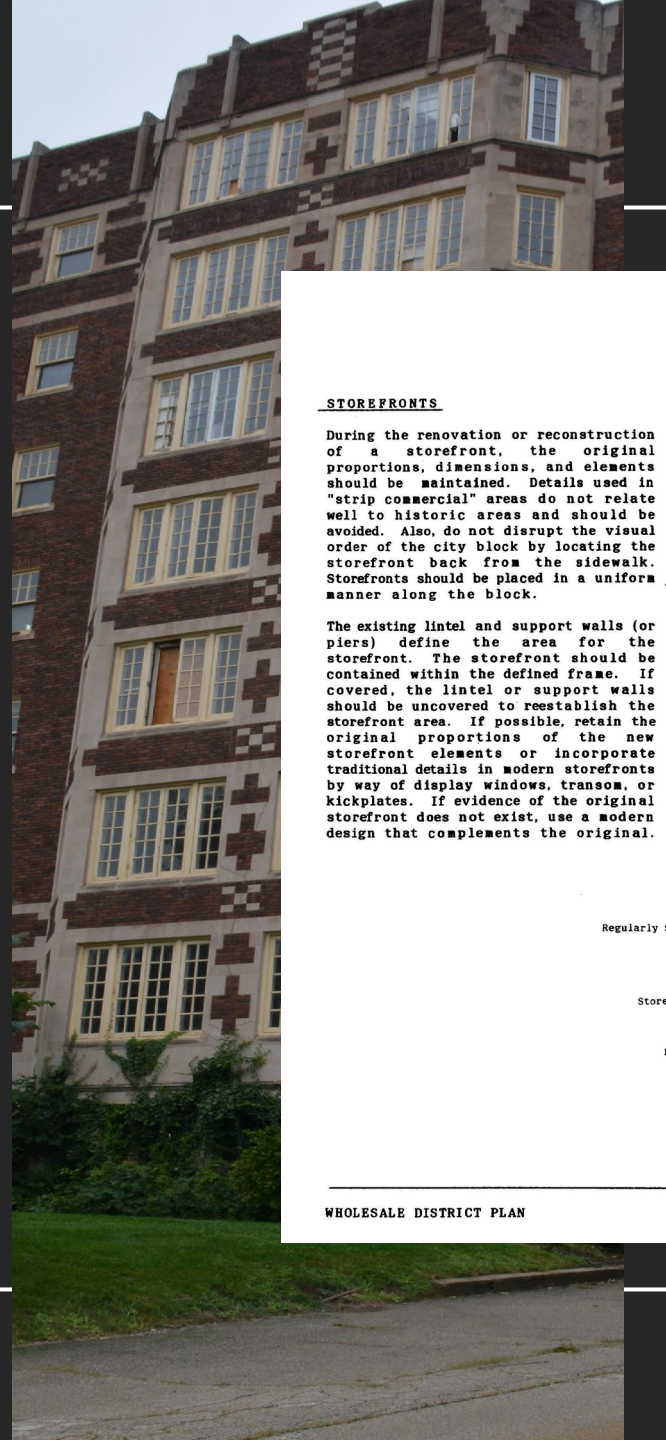 STOREFRONTS
During the renovation or reconstruction
of a storefront, the original
proportions, dimensions, and elements
should be maintained. Details used in
"strip commercial" areas do not relate
well to historic areas and should be
avoided. Also, do not disrupt the visual
order of the city block by locating the
storefront back from the sidewalk.
Storefronts should be placed in a uniform
manner along the block.
The existing lintel and support walls (or
piers) define the area for the
storefront. The storefront should be
contained within the defined frame. If
covered, the lintel or support walls
should be uncovered to reestablish the
storefront area. If possible, retain the
original proportions of the new
storefront elements or incorporate
traditional details in modern storefronts
by way of display windows, transom, or
kickplates. If evidence of the original
storefront does not exist, use a modern
design that complements the original.
Regularly
Store
WHOLESALE DISTRICT PLAN